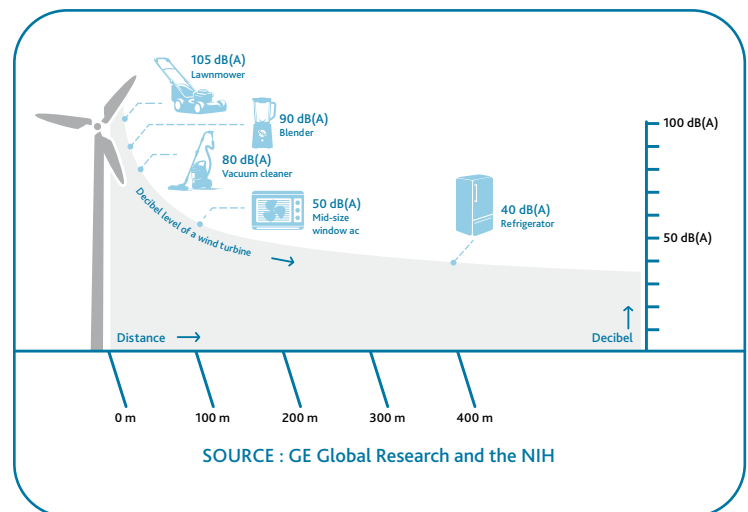 105 dB(A)
Lawnmower
90 dB(A)
Blender
80 dB(A)
Vacuum cleaner
50 dB(A)
Mid-size
window ac
40 dB(A)
Refrigerator
Decibel level of a wind turbine
100 dB(A)
50 dB(A)
Distance
Decibel
0 m
100 m
200 m
300 m
400 m
SOURCE : GE Global Research and the NIH